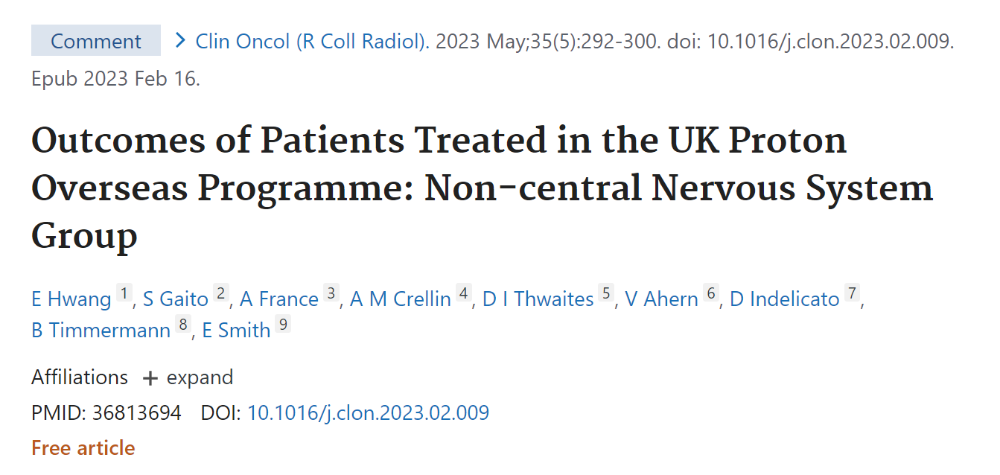 Comment > Clin Oncol (R Coll Radiol). 2023 May;35(5):292-300. doi: 10.1016/j.clon.2023.02.009.
Epub 2023 Feb 16.
Outcomes of Patients Treated in the UK Proton
Overseas Programme: Non-central Nervous System
Group
E Hwang 1, S Gaito 2, A France 3, A M Crellin 4, D I Thwaites 5, V Ahern 6, D Indelicato 7,
B Timmermann 8, E Smith 9
Affiliations + expand
PMID: 36813694 DOI: 10.1016/j.clon.2023.02.009
Free article